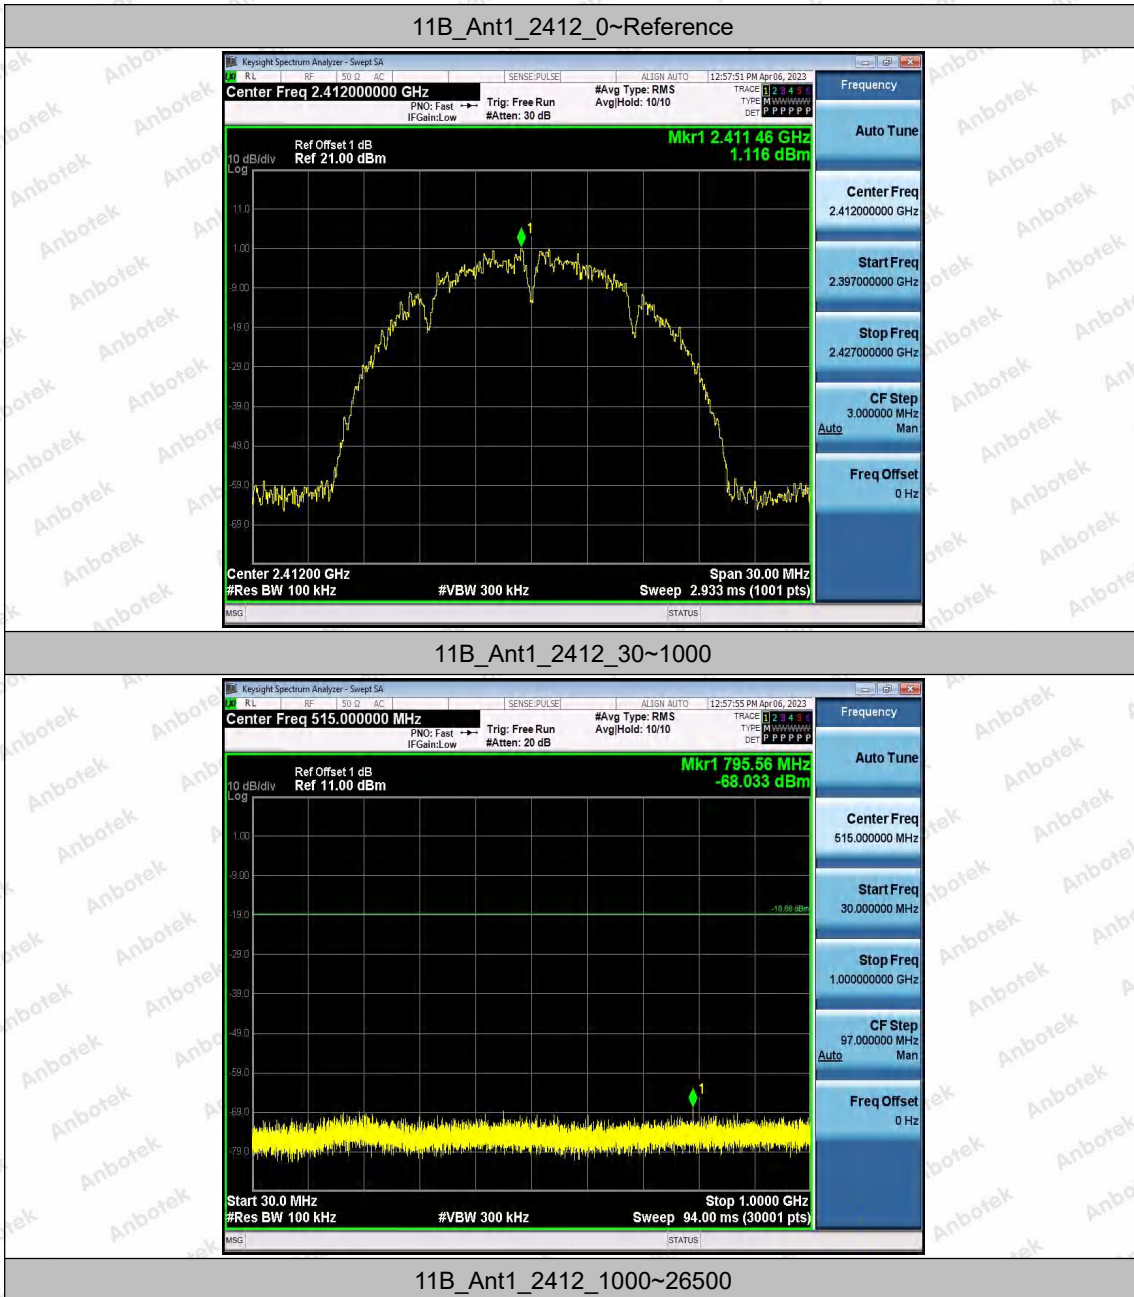 11B_Ant1_2412_0~Reference
Keysight Spectrum Analyzer - Swept SA
RL RF 50 Ω AC SENSE:PULSE ALIGN AUTO 12:57:51 PM Apr 06, 2023
Center Freq 2.412000000 GHz
PNO: Fast
IFGain:Low
Trig: Free Run
#Atten: 30 dB
#Avg Type: RMS
Avg|Hold: 10/10
TRACE 1 2 3 4 5 6
TYPE M WWWWW
DET P P P P P P
Ref Offset 1 dB
10 dB/div Ref 21.00 dBm
Log
Mkr1 2.411 46 GHz
1.116 dBm
1
11.0
1.00
-9.00
-19.0
-29.0
-39.0
-49.0
-59.0
-69.0
Center 2.41200 GHz Span 30.00 MHz
#Res BW 100 kHz #VBW 300 kHz Sweep 2.933 ms (1001 pts)
MSG STATUS
Frequency
Auto Tune
Center Freq
2.412000000 GHz
Start Freq
2.397000000 GHz
Stop Freq
2.427000000 GHz
CF Step
3.000000 MHz
Auto Man
Freq Offset
0 Hz
11B_Ant1_2412_30~1000
Keysight Spectrum Analyzer - Swept SA
RL RF 50 Ω AC SENSE:PULSE ALIGN AUTO 12:57:55 PM Apr 06, 2023
Center Freq 515.000000 MHz
PNO: Fast
IFGain:Low
Trig: Free Run
#Atten: 20 dB
#Avg Type: RMS
Avg|Hold: 10/10
TRACE 1 2 3 4 5 6
TYPE M WWWWW
DET P P P P P P
Ref Offset 1 dB
10 dB/div Ref 11.00 dBm
Log
Mkr1 795.56 MHz
-68.033 dBm
1.00
-9.00
-19.0
-18.88 dBm
-29.0
-39.0
-49.0
-59.0
1
-69.0
-79.0
Start 30.0 MHz Stop 1.0000 GHz
#Res BW 100 kHz #VBW 300 kHz Sweep 94.00 ms (30001 pts)
MSG STATUS
Frequency
Auto Tune
Center Freq
515.000000 MHz
Start Freq
30.000000 MHz
Stop Freq
1.000000000 GHz
CF Step
97.000000 MHz
Auto Man
Freq Offset
0 Hz
11B_Ant1_2412_1000~26500
Anbotek